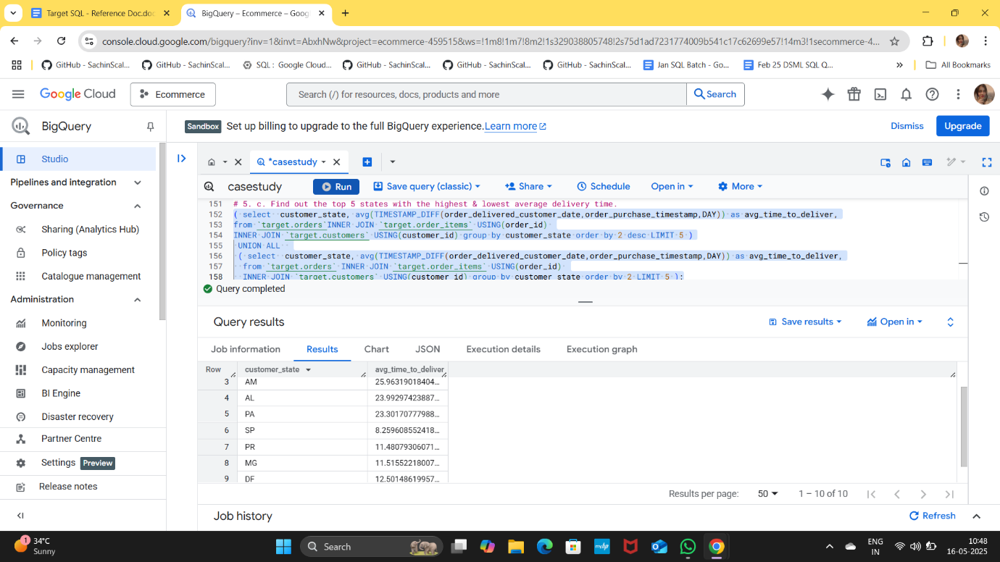 Target SQL - Reference Doc.doc
BigQuery – Ecommerce – Goog
console.cloud.google.com/bigquery?inv=1&invt=AbxhNw&project=ecommerce-459515&ws=!1m8!1m7!8m2!1s329038805748!2s75d1ad7231774009b541c17c62699e57!14m3!1secommerce-4...
GitHub - SachinScal...
GitHub - SachinScal...
SQL : Google Cloud...
GitHub - SachinScal...
GitHub - SachinScal...
GitHub - SachinScal...
Jan SQL Batch - Go...
Feb 25 DSML SQL Q...
All Bookmarks
Google Cloud
Ecommerce
Search (/) for resources, docs, products and more
Search
BigQuery
Sandbox Set up billing to upgrade to the full BigQuery experience. Learn more
Dismiss
Upgrade
Studio
Pipelines and integration
Governance
Sharing (Analytics Hub)
Policy tags
Catalogue management
Administration
Monitoring
Jobs explorer
Capacity management
BI Engine
Disaster recovery
Partner Centre
Settings Preview
Release notes
*casestudy
casestudy
Run
Save query (classic)
Share
Schedule
Open in
More
151 # 5. c. Find out the top 5 states with the highest & lowest average delivery time.
152 ( select customer_state, avg(TIMESTAMP_DIFF(order_delivered_customer_date,order_purchase_timestamp,DAY)) as avg_time_to_deliver,
153 from `target.orders`INNER JOIN `target.order_items` USING(order_id)
154 INNER JOIN `target.customers` USING(customer_id) group by customer_state order by 2 desc LIMIT 5 )
155 UNION ALL
156 ( select customer_state, avg(TIMESTAMP_DIFF(order_delivered_customer_date,order_purchase_timestamp,DAY)) as avg_time_to_deliver,
157 from `target.orders` INNER JOIN `target.order_items` USING(order_id)
158 INNER JOIN `target.customers` USING(customer_id) group by customer_state order by 2 LIMIT 5 );
Query completed
Query results
Save results
Open in
Job information
Results
Chart
JSON
Execution details
Execution graph
Row customer_state avg_time_to_deliver
3 AM 25.96319018404...
4 AL 23.99297423887...
5 PA 23.30170777988...
6 SP 8.259608552418...
7 PR 11.48079306071...
8 MG 11.51552218007...
9 DF 12.50148619957...
Results per page: 50 1 – 10 of 10
Job history
Refresh
1
34°C
Sunny
Search
myhp
ENG
IN
10:48
16-05-2025